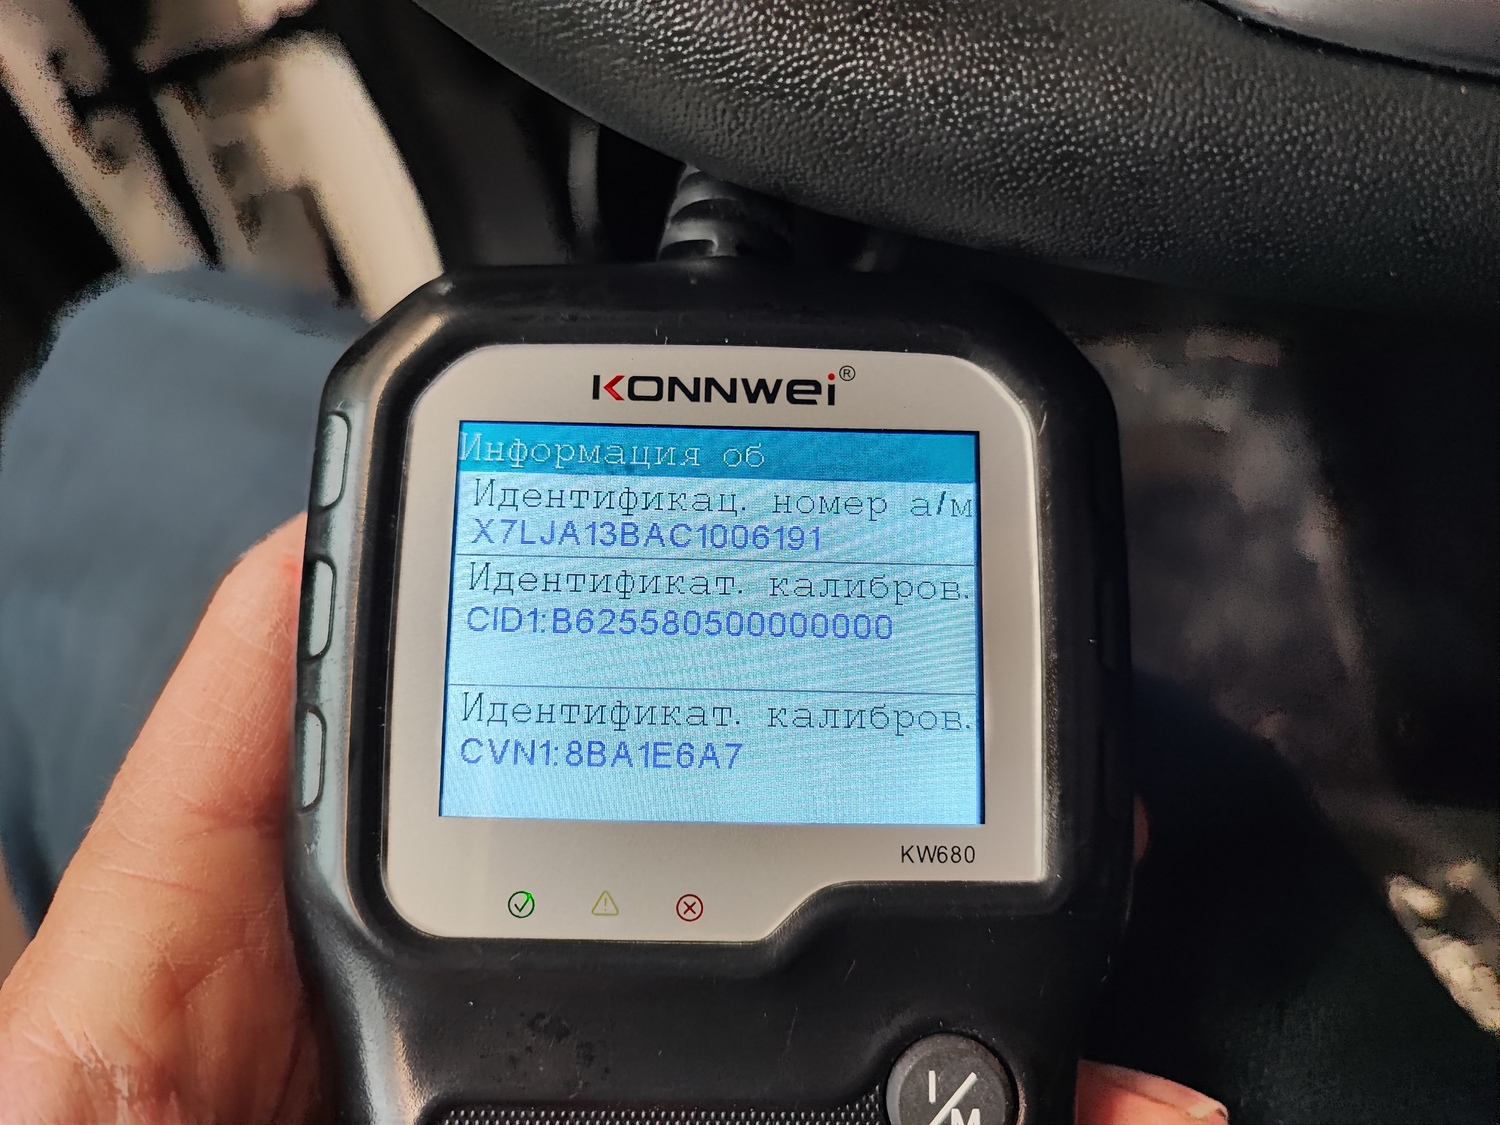 KONNWEI®
Информация об
Идентификац. номер а/м
X7LJA13BAC1006191
Идентификат. калибров.
CID1:B625580500000000
Идентификат. калибров.
CVN1:8BA1E6A7
KW680
I/M